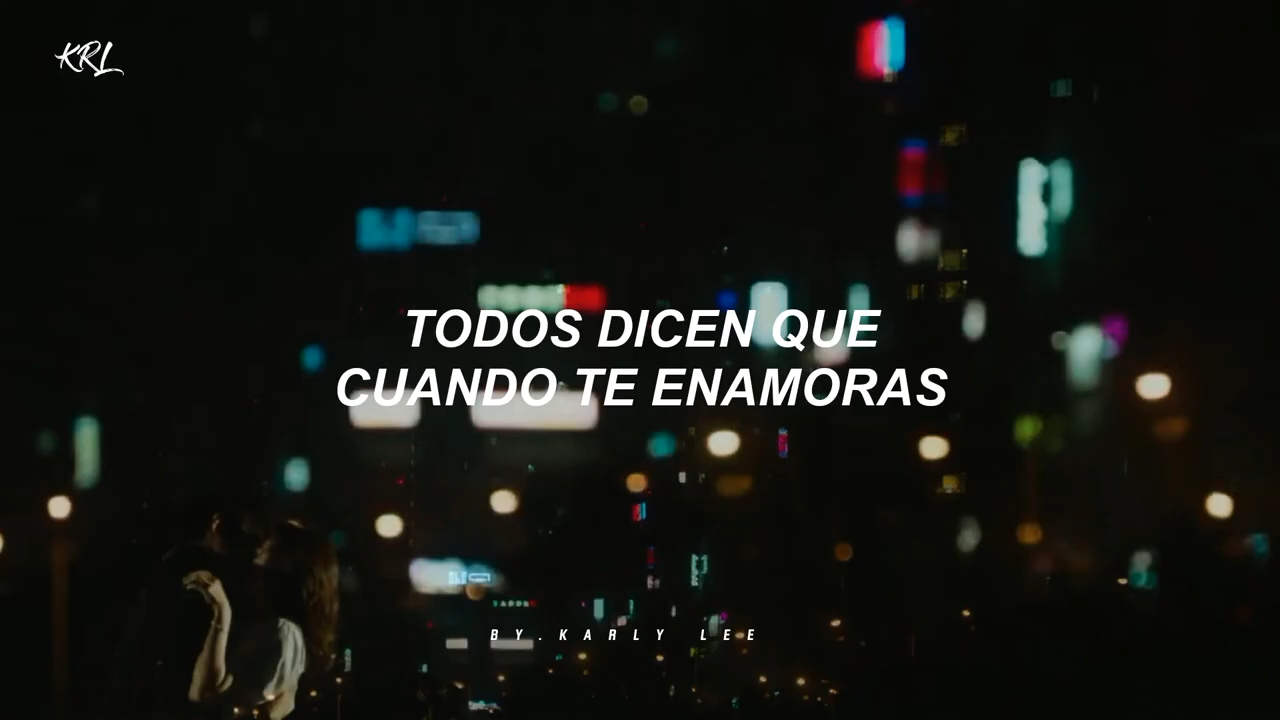 KRL
TODOS DICEN QUE
CUANDO TE ENAMORAS
BY.KARLY LEE